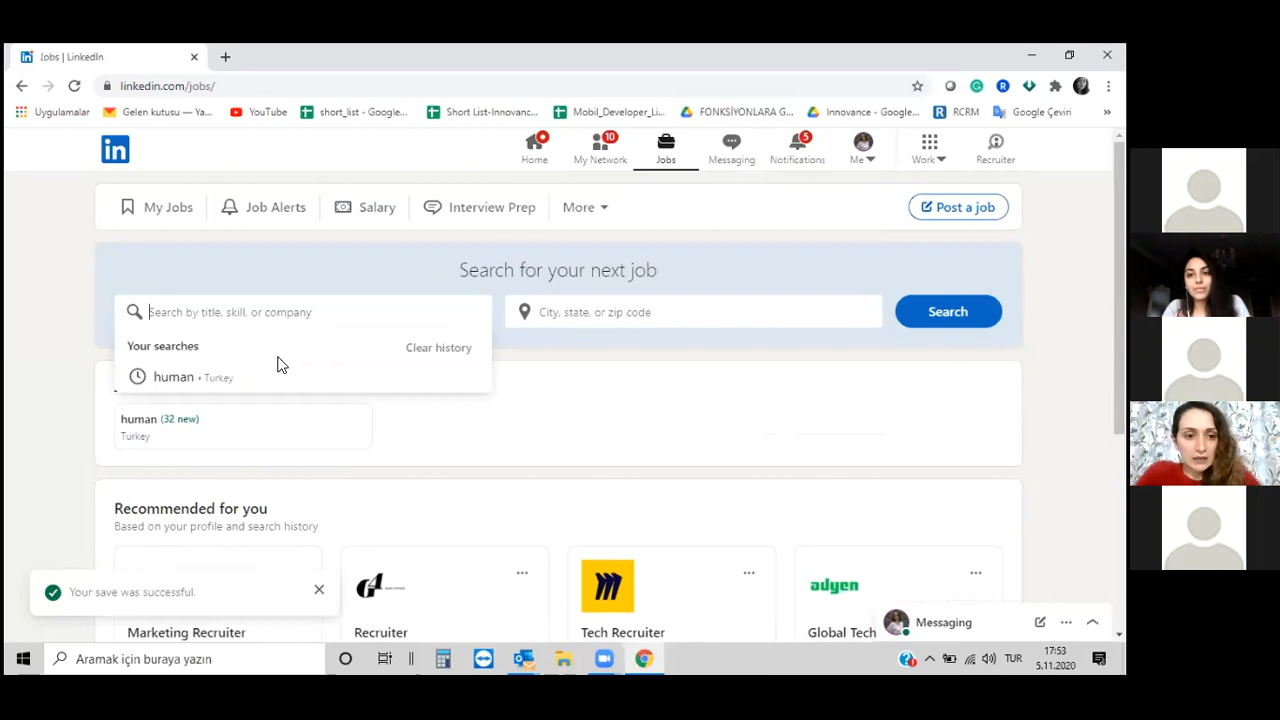 Jobs | LinkedIn
linkedin.com/jobs/
Uygulamalar
Gelen kutusu — Ya...
YouTube
short_list - Google...
Short List-Innovanc...
Mobil_Developer_Li...
FONKSİYONLARA G...
Innovance - Google...
RCRM
Google Çeviri
in
Home
10
My Network
Jobs
Messaging
5
Notifications
Me
Work
Recruiter
My Jobs
Job Alerts
Salary
Interview Prep
More
Post a job
Search for your next job
Search by title, skill, or company
City, state, or zip code
Search
Your searches
Clear history
human • Turkey
human (32 new)
Turkey
Recommended for you
Based on your profile and search history
adyen
Your save was successful.
Messaging
Marketing Recruiter
Recruiter
Tech Recruiter
Global Tech
Aramak için buraya yazın
TUR
17:53
5.11.2020